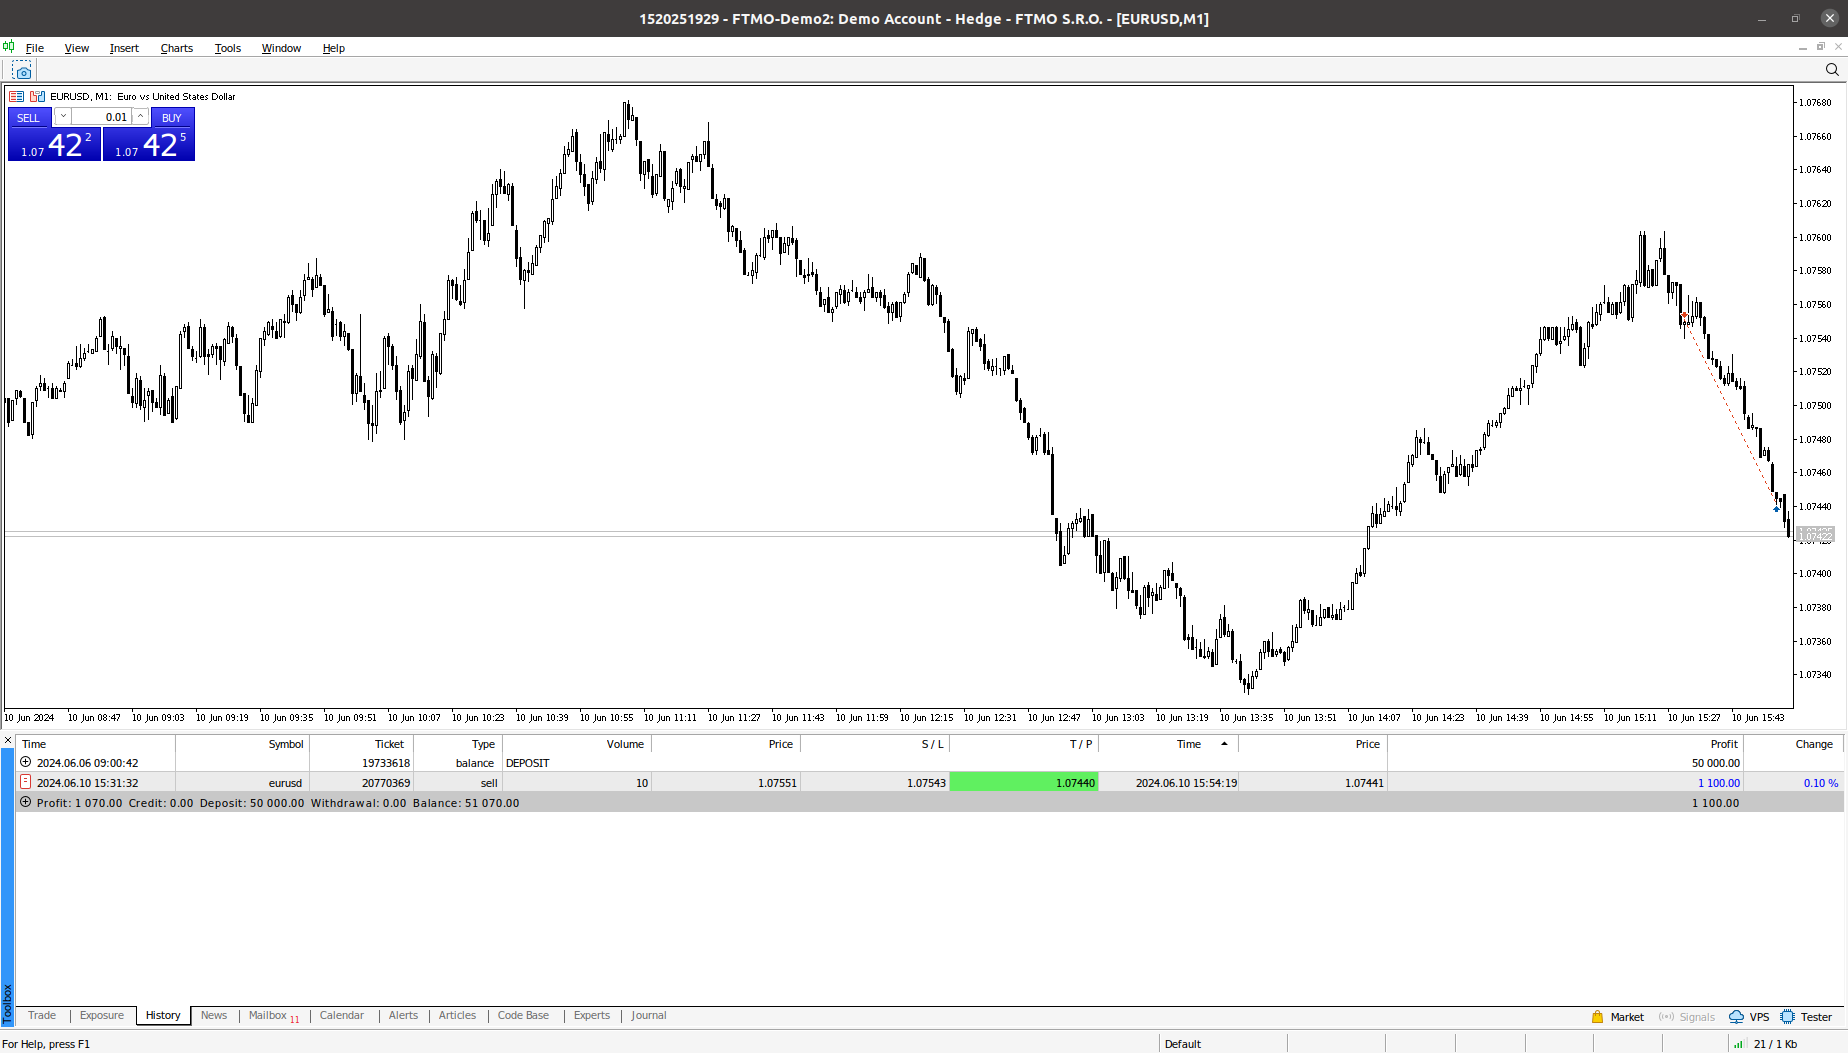 1520251929 - FTMO-Demo2: Demo Account - Hedge - FTMO S.R.O. - [EURUSD,M1]
File View Insert Charts Tools Window Help
EURUSD, M1: Euro vs United States Dollar
SELL 0.01 BUY
1.07 42 2 1.07 42 5
1.07680
1.07660
1.07640
1.07620
1.07600
1.07580
1.07560
1.07540
1.07520
1.07500
1.07480
1.07460
1.07440
1.07422
1.07400
1.07380
1.07360
1.07340
10 Jun 2024 10 Jun 08:47 10 Jun 09:03 10 Jun 09:19 10 Jun 09:35 10 Jun 09:51 10 Jun 10:07 10 Jun 10:23 10 Jun 10:39 10 Jun 10:55 10 Jun 11:11 10 Jun 11:27 10 Jun 11:43 10 Jun 11:59 10 Jun 12:15 10 Jun 12:31 10 Jun 12:47 10 Jun 13:03 10 Jun 13:19 10 Jun 13:35 10 Jun 13:51 10 Jun 14:07 10 Jun 14:23 10 Jun 14:39 10 Jun 14:55 10 Jun 15:11 10 Jun 15:27 10 Jun 15:43
Time Symbol Ticket Type Volume Price S / L T / P Time Price Profit Change
2024.06.06 09:00:42 19733618 balance DEPOSIT 50 000.00
2024.06.10 15:31:32 eurusd 20770369 sell 10 1.07551 1.07543 1.07440 2024.06.10 15:54:19 1.07441 1 100.00 0.10 %
Profit: 1 070.00 Credit: 0.00 Deposit: 50 000.00 Withdrawal: 0.00 Balance: 51 070.00 1 100.00
Toolbox
Trade Exposure History News Mailbox 11 Calendar Alerts Articles Code Base Experts Journal Market Signals VPS Tester
For Help, press F1 Default 21 / 1 Kb